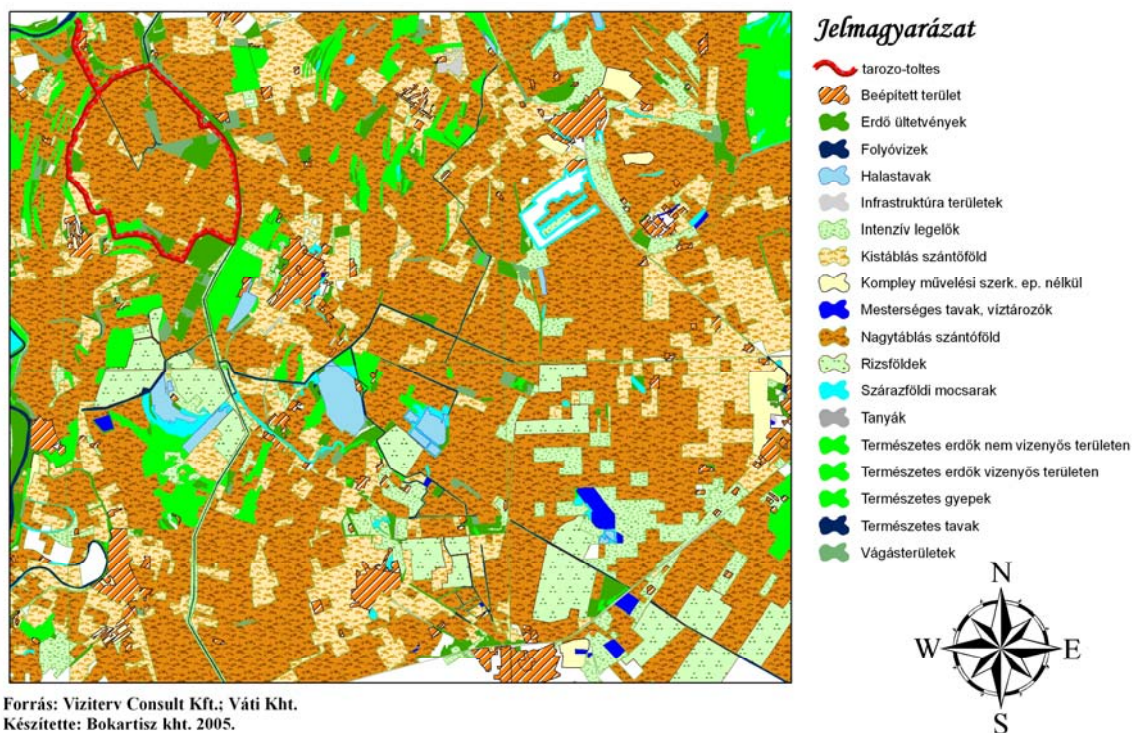 Jelmagyarázat
tarozo-toltes
Beépített terület
Erdő ültetvények
Folyóvizek
Halastavak
Infrastruktúra területek
Intenzív legelők
Kistáblás szántóföld
Kompley művelési szerk. ep. nélkül
Mesterséges tavak, víztározók
Nagytáblás szántóföld
Rizsföldek
Szárazföldi mocsarak
Tanyák
Természetes erdők nem vizenyös területen
Természetes erdők vizenyös területen
Természetes gyepek
Természetes tavak
Vágásterületek
N
W E
S
Forrás: Viziterv Consult Kft.; Váti Kht.
Készítette: Bokartisz kht. 2005.